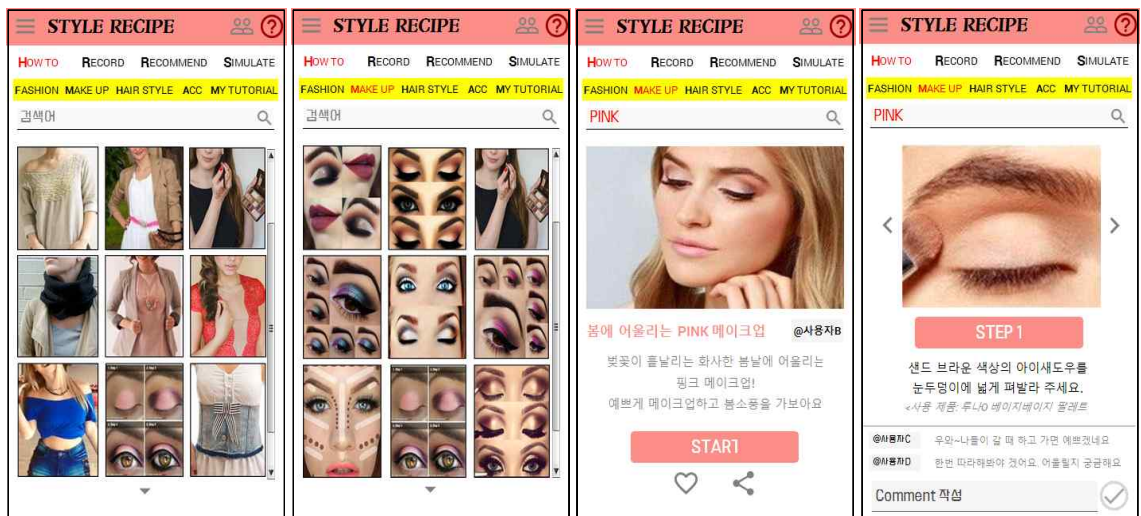 STYLE RECIPE
HOW TO RECORD RECOMMEND SIMULATE
FASHION MAKE UP HAIR STYLE ACC MY TUTORIAL
검색어
STYLE RECIPE
HOW TO RECORD RECOMMEND SIMULATE
FASHION MAKE UP HAIR STYLE ACC MY TUTORIAL
검색어
STYLE RECIPE
HOW TO RECORD RECOMMEND SIMULATE
FASHION MAKE UP HAIR STYLE ACC MY TUTORIAL
PINK
봄에 어울리는 PINK 메이크업 @사용자B
벚꽃이 흩날리는 화사한 봄날에 어울리는
핑크 메이크업!
예쁘게 메이크업하고 봄소풍을 가보아요
START
STYLE RECIPE
HOW TO RECORD RECOMMEND SIMULATE
FASHION MAKE UP HAIR STYLE ACC MY TUTORIAL
PINK
STEP 1
샌드 브라운 색상의 아이섀도우를
눈두덩이에 넓게 펴발라 주세요.
<사용 제품: 루나 베이지베이지 팔레트
@사용자C 우와~나들이 갈 때 하고 가면 예쁘겠네요
@사용자D 한번 따라해봐야 겠어요. 어울릴지 궁금해요
Comment 작성